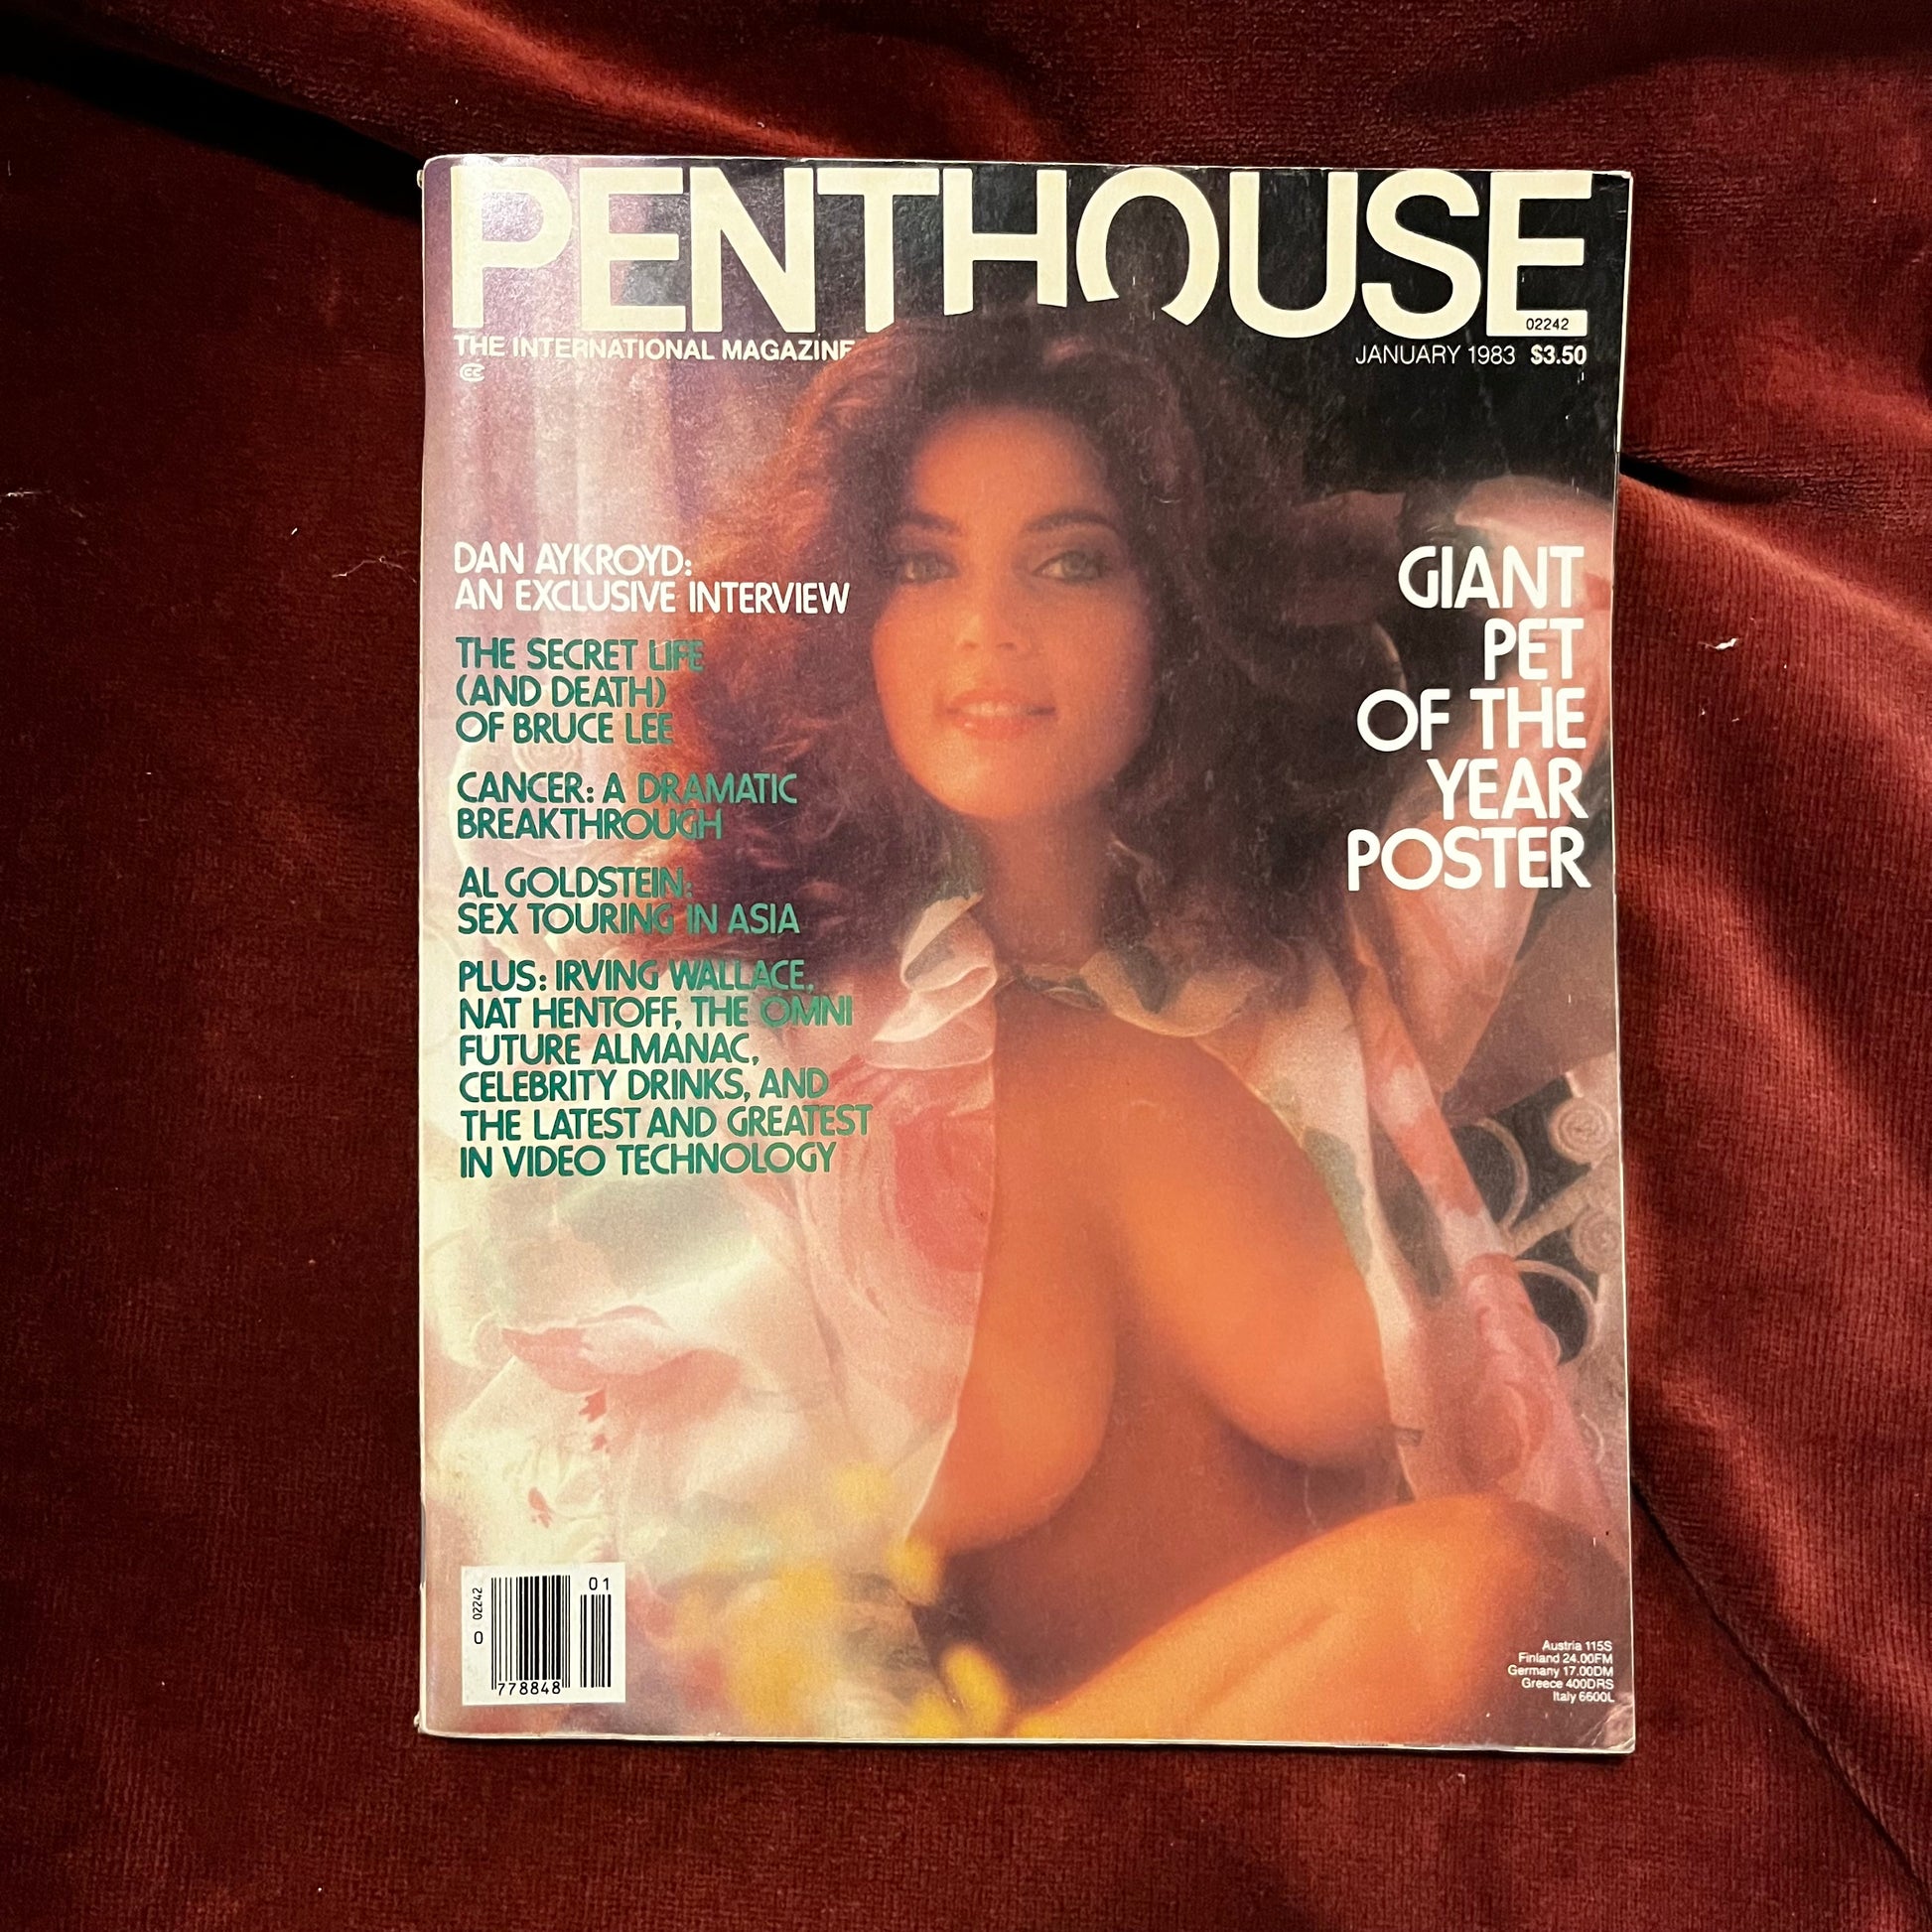 PENTHOUSE
02242
THE INTERNATIONAL MAGAZINE
JANUARY 1983 $3.50
DAN AYKROYD:
AN EXCLUSIVE INTERVIEW
THE SECRET LIFE
(AND DEATH)
OF BRUCE LEE
CANCER: A DRAMATIC
BREAKTHROUGH
AL GOLDSTEIN:
SEX TOURING IN ASIA
PLUS: IRVING WALLACE,
NAT HENTOFF, THE OMNI
FUTURE ALMANAC,
CELEBRITY DRINKS, AND
THE LATEST AND GREATEST
IN VIDEO TECHNOLOGY
GIANT
PET
OF THE
YEAR
POSTER
01
02242
0
778848
Austria 115S
Finland 24.00FM
Germany 17.00DM
Greece 400DRS
Italy 6600L